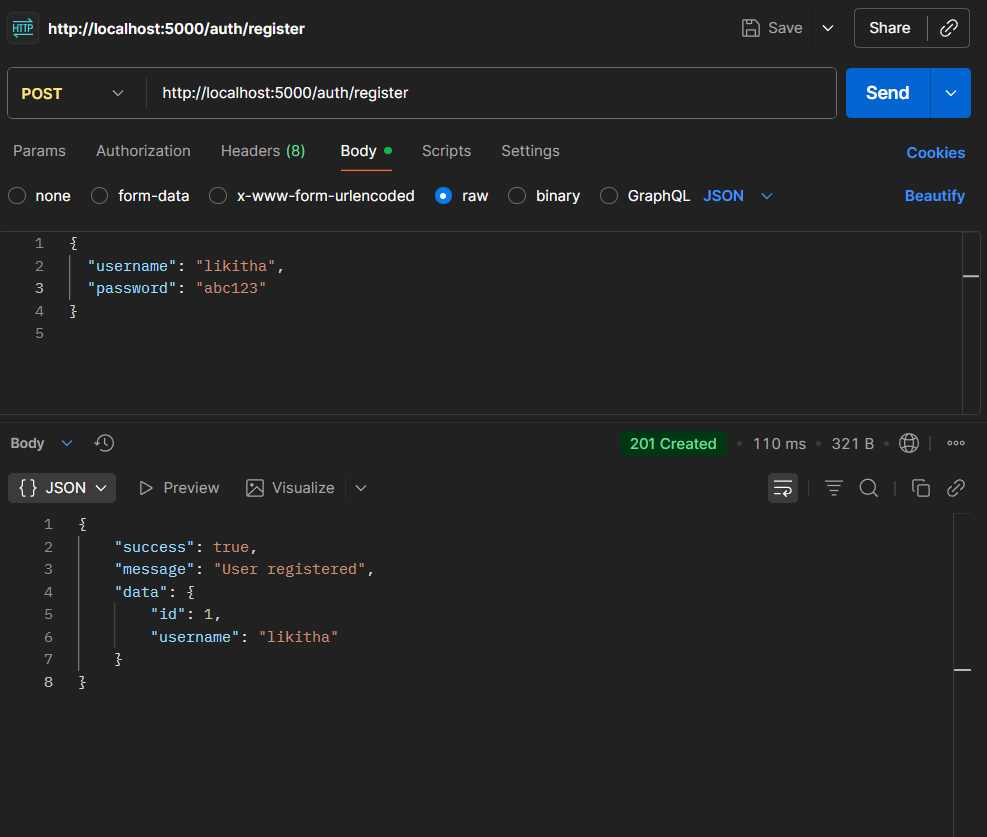 HTTP http://localhost:5000/auth/register Save Share
POST http://localhost:5000/auth/register Send
Params Authorization Headers (8) Body Scripts Settings Cookies
none form-data x-www-form-urlencoded raw binary GraphQL JSON Beautify
1 {
2 "username": "likitha",
3 "password": "abc123"
4 }
5
Body 201 Created • 110 ms • 321 B •
{} JSON Preview Visualize
1 {
2 "success": true,
3 "message": "User registered",
4 "data": {
5 "id": 1,
6 "username": "likitha"
7 }
8 }